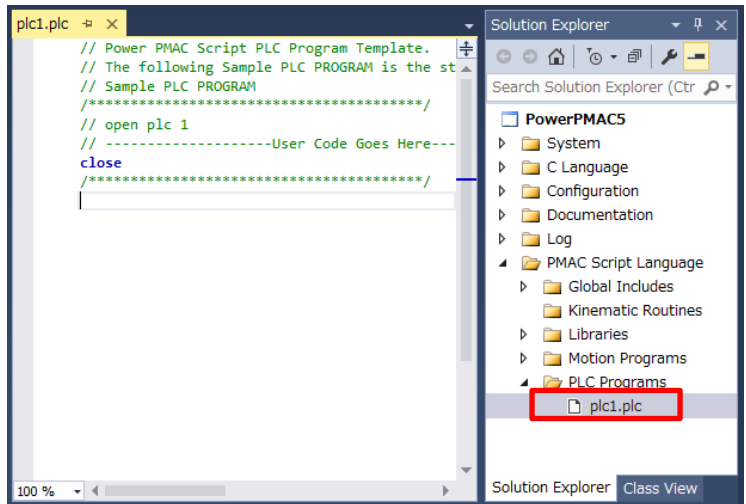 plc1.plc
// Power PMAC Script PLC Program Template.
// The following Sample PLC PROGRAM is the st
// Sample PLC PROGRAM
/****************************************/
// open plc 1
// --------------------User Code Goes Here---
close
/****************************************/
100 %
Solution Explorer
Search Solution Explorer (Ctr
PowerPMAC5
System
C Language
Configuration
Documentation
Log
PMAC Script Language
Global Includes
Kinematic Routines
Libraries
Motion Programs
PLC Programs
plc1.plc
Solution Explorer Class View